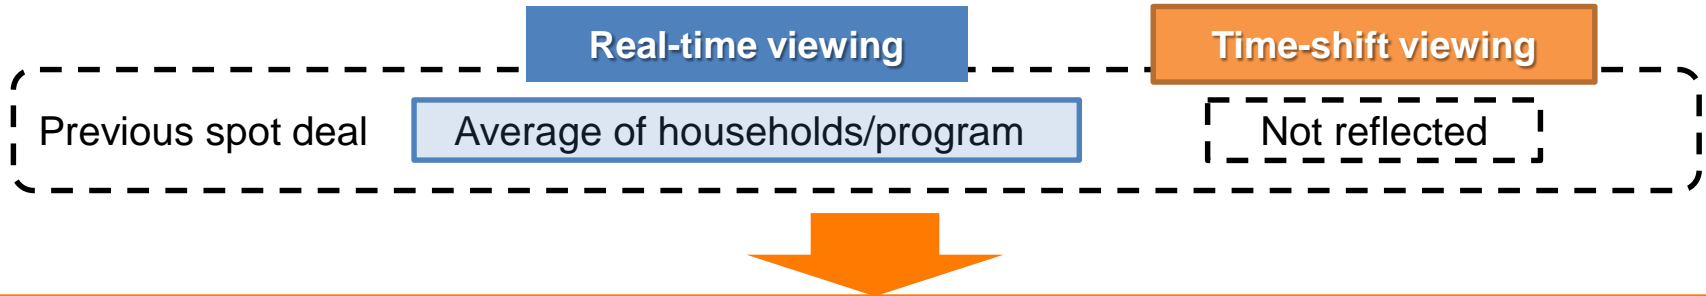 Real-time viewing
Time-shift viewing
Previous spot deal
Average of households/program
Not reflected